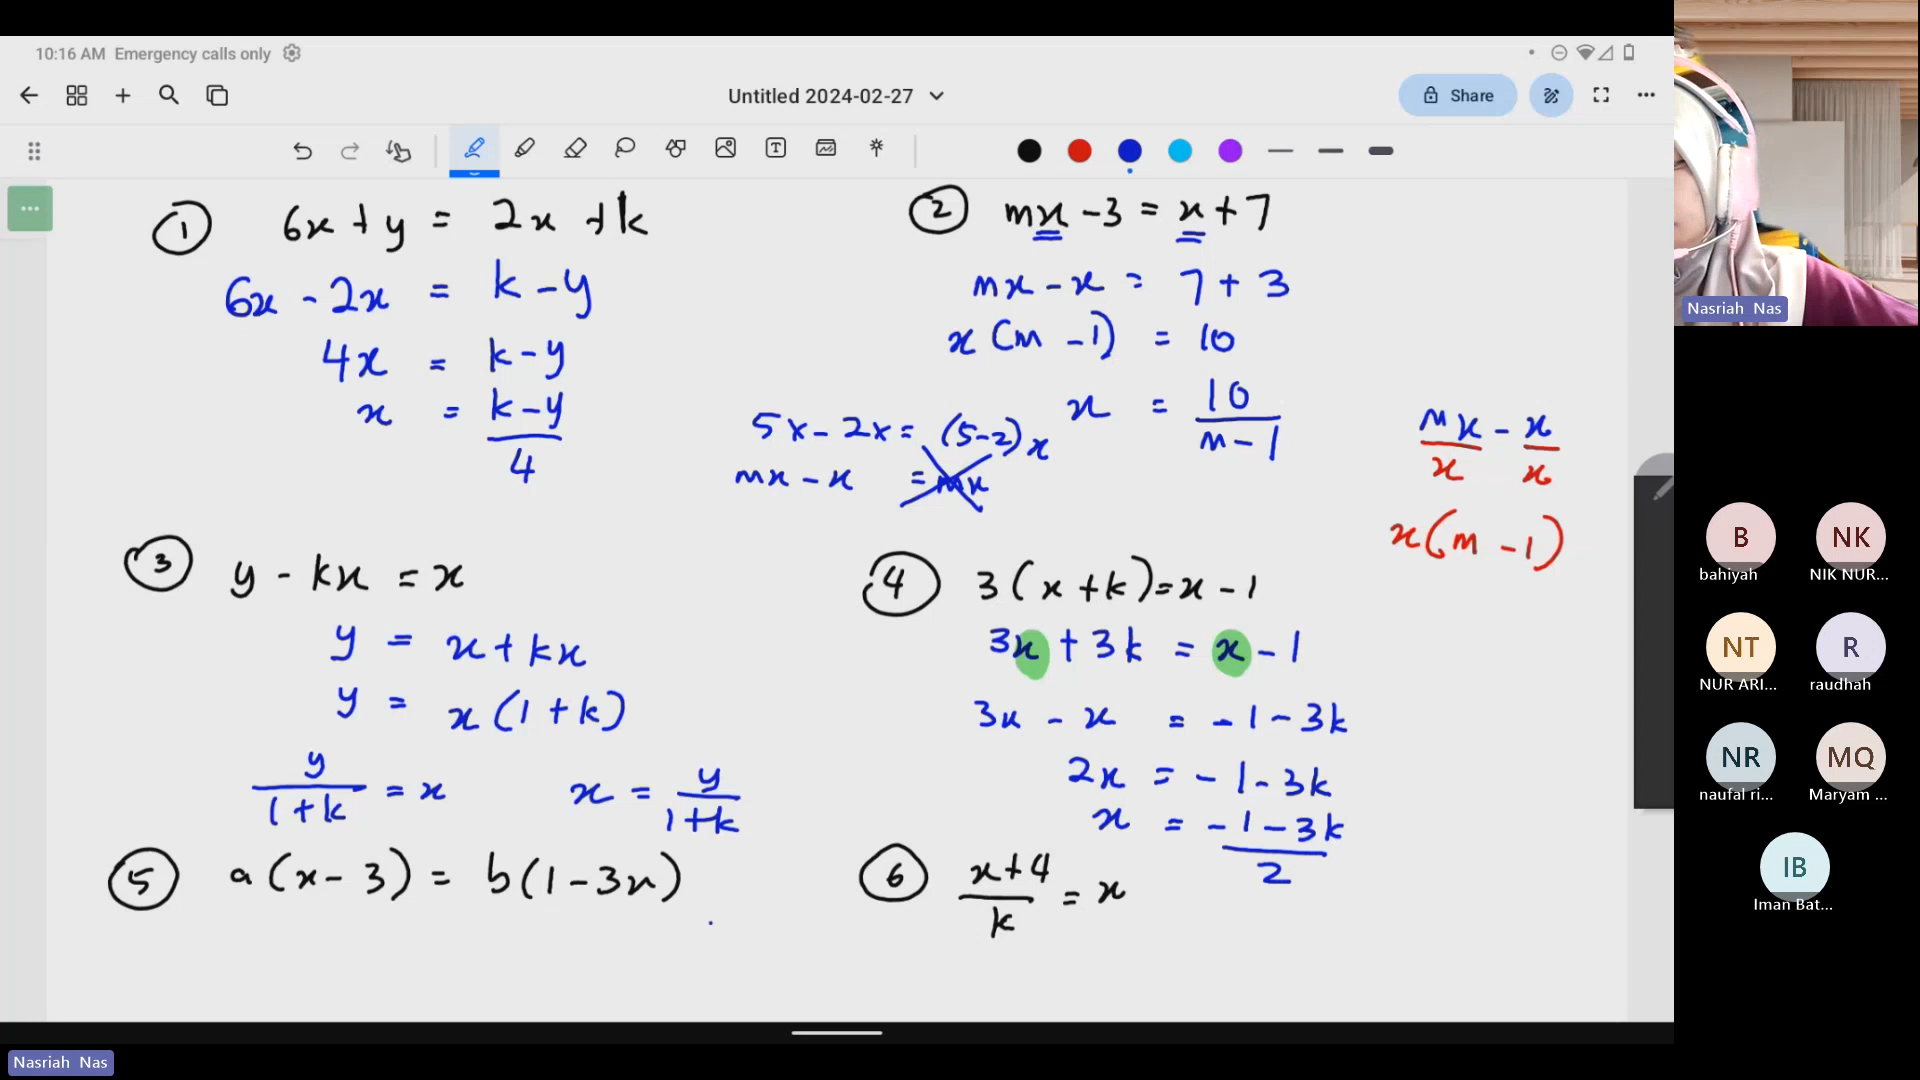 10:16 AM Emergency calls only
Untitled 2024-02-27
Share
① 6x + y = 2x + k
6x - 2x = k - y
4x = k - y
x = k - y
4
② mx - 3 = x + 7
mx - x = 7 + 3
x (m - 1) = 10
x = 10
m - 1
5x - 2x = (5-2)x
mx - x = mx
mx - x
x x
x(m - 1)
③ y - kx = x
y = x + kx
y = x (1 + k)
y
1 + k = x
x = y
1 + k
④ 3 (x + k) = x - 1
3x + 3k = x - 1
3x - x = -1 - 3k
2x = -1 - 3k
x = -1 - 3k
2
⑤ a (x - 3) = b (1 - 3x)
⑥ x + 4
k = x
Nasriah Nas
B
bahiyah
NK
NIK NUR...
NT
NUR ARI...
R
raudhah
NR
naufal ri...
MQ
Maryam ...
IB
Iman Bat...
Nasriah Nas